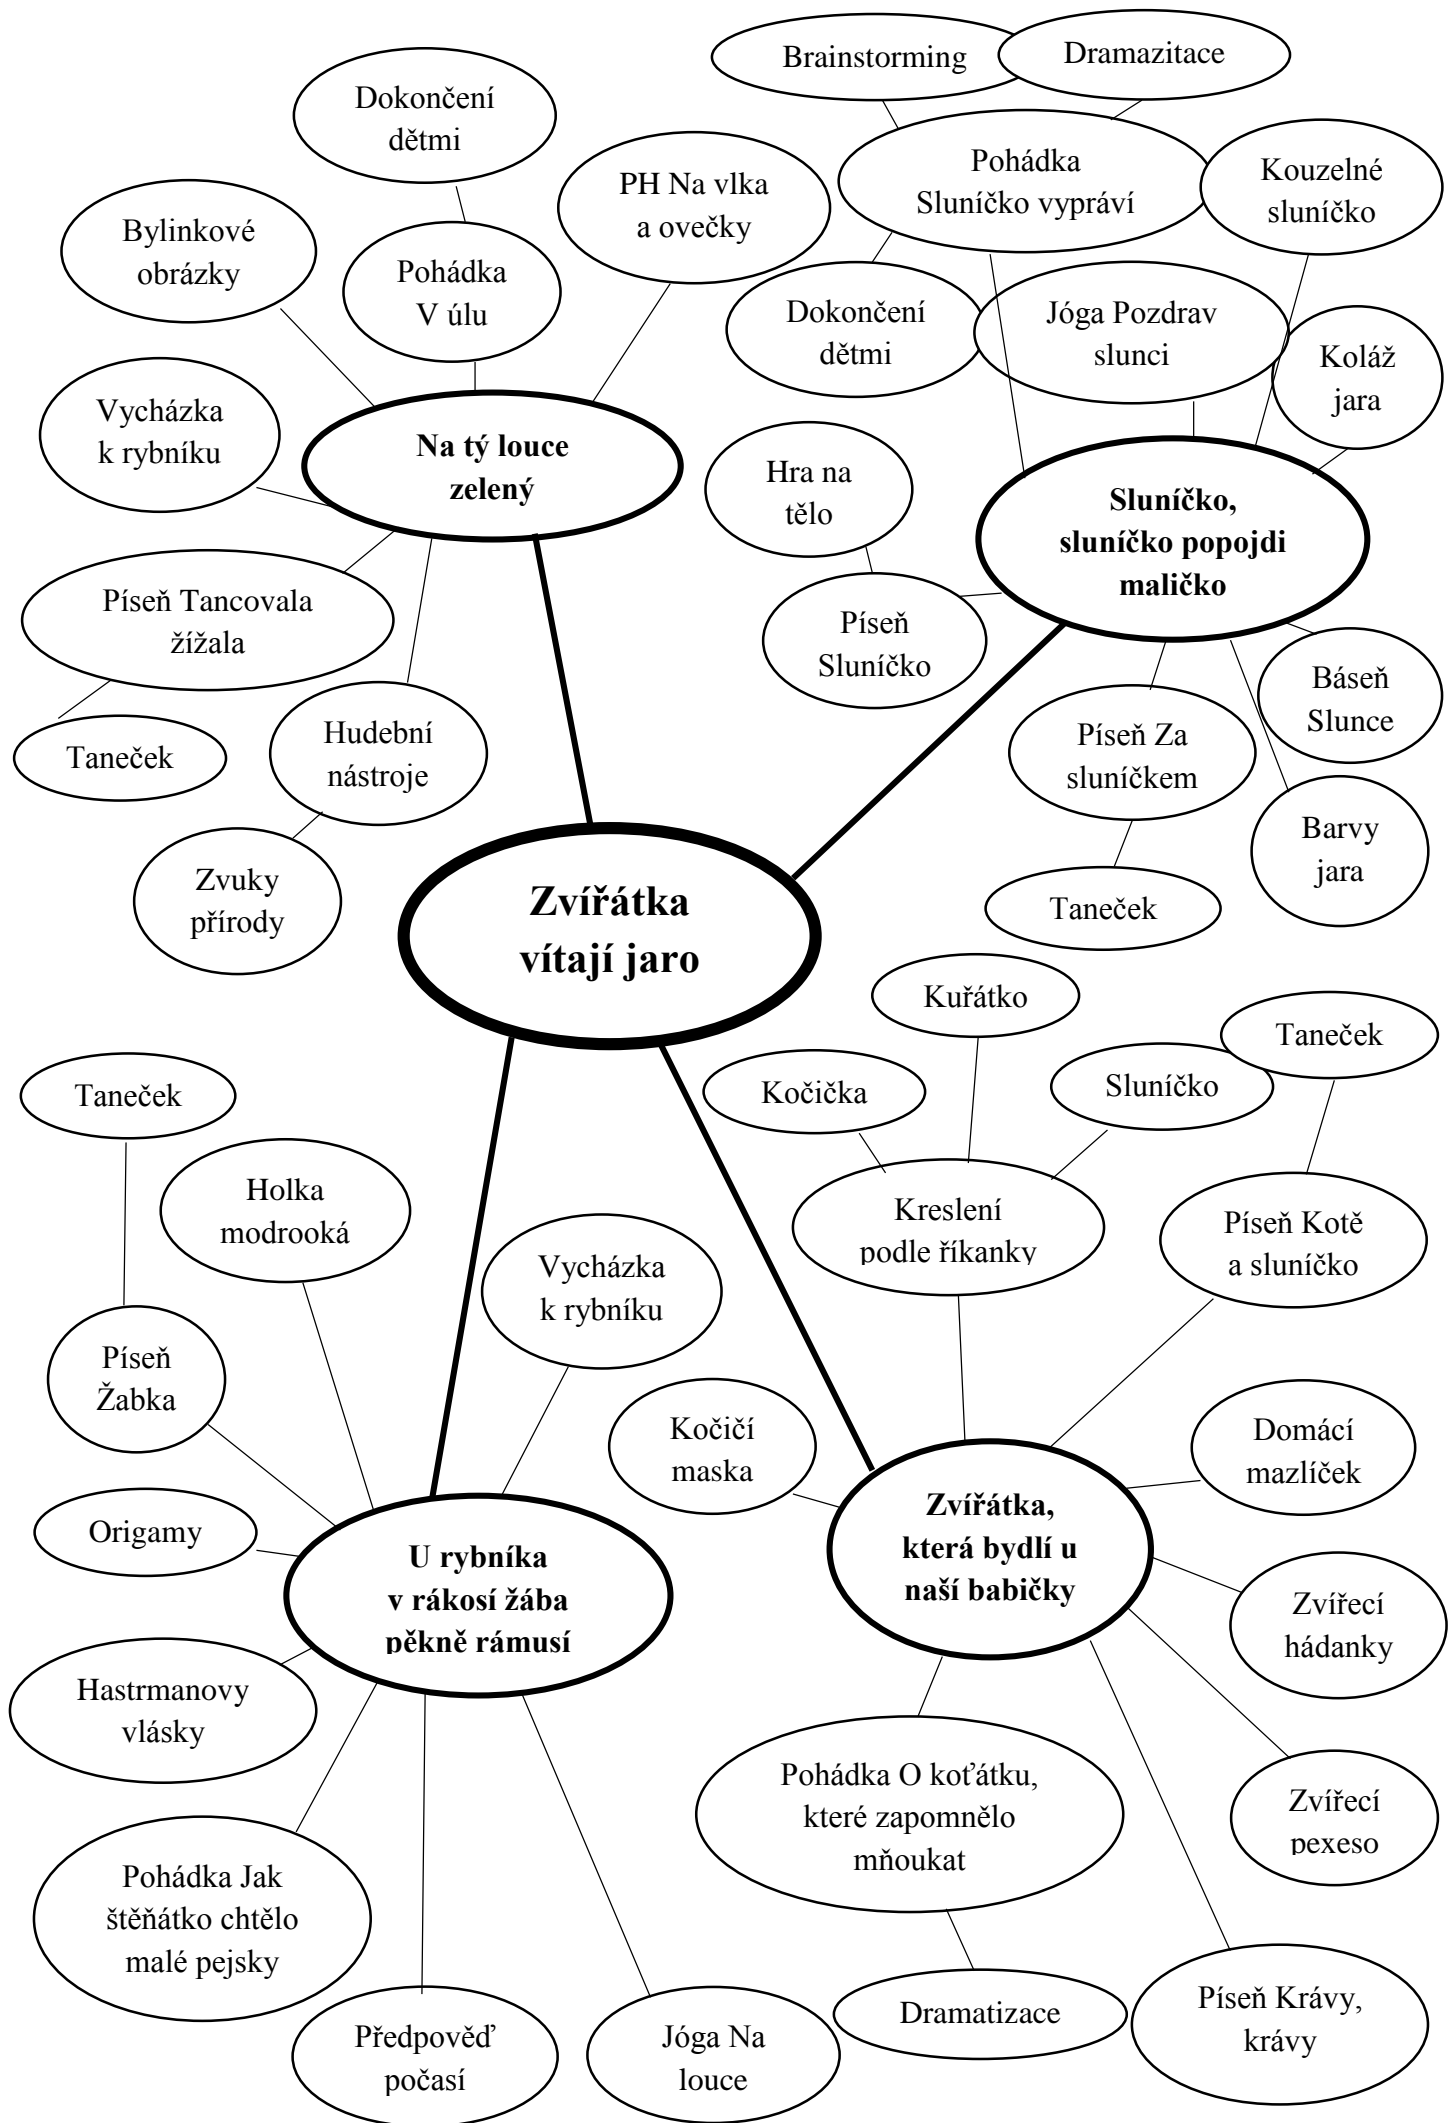 Brainstorming
Dramazitace
Dokončení
dětmi
Pohádka
Sluníčko vypráví
Kouzelné
sluníčko
PH Na vlka
a ovečky
Bylinkové
obrázky
Pohádka
V úlu
Dokončení
dětmi
Jóga Pozdrav
slunci
Koláž
jara
Vycházka
k rybníku
Na tý louce
zelený
Hra na
tělo
Sluníčko,
sluníčko popojdi
maličko
Píseň Tancovala
žížala
Píseň
Sluníčko
Báseň
Slunce
Taneček
Hudební
nástroje
Píseň Za
sluníčkem
Barvy
jara
Zvuky
přírody
Taneček
Zvířátka
vítají jaro
Kuřátko
Taneček
Kočička
Sluníčko
Taneček
Holka
modrooká
Kreslení
podle říkanky
Píseň Kotě
a sluníčko
Vycházka
k rybníku
Píseň
Žabka
Kočičí
maska
Domácí
mazlíček
Origamy
U rybníka
v rákosí žába
pěkně rámusí
Zvířátka,
která bydlí u
naší babičky
Zvířecí
hádanky
Hastrmanovy
vlásky
Pohádka O koťátku,
které zapomnělo
mňoukat
Zvířecí
pexeso
Pohádka Jak
štěňátko chtělo
malé pejsky
Předpověď
počasí
Jóga Na
louce
Dramatizace
Píseň Krávy,
krávy